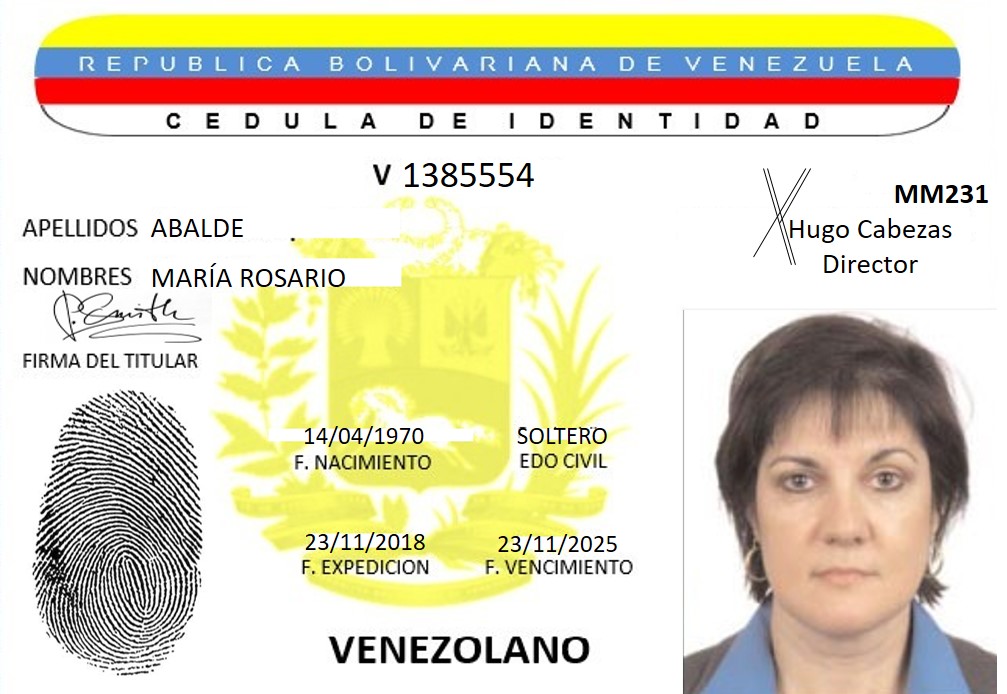 REPUBLICA BOLIVARIANA DE VENEZUELA
CEDULA DE IDENTIDAD
V 1385554
MM231
APELLIDOS ABALDE
Hugo Cabezas
Director
NOMBRES MARÍA ROSARIO
FIRMA DEL TITULAR
14/04/1970 SOLTERO
F. NACIMIENTO EDO CIVIL
23/11/2018 23/11/2025
F. EXPEDICION F. VENCIMIENTO
VENEZOLANO